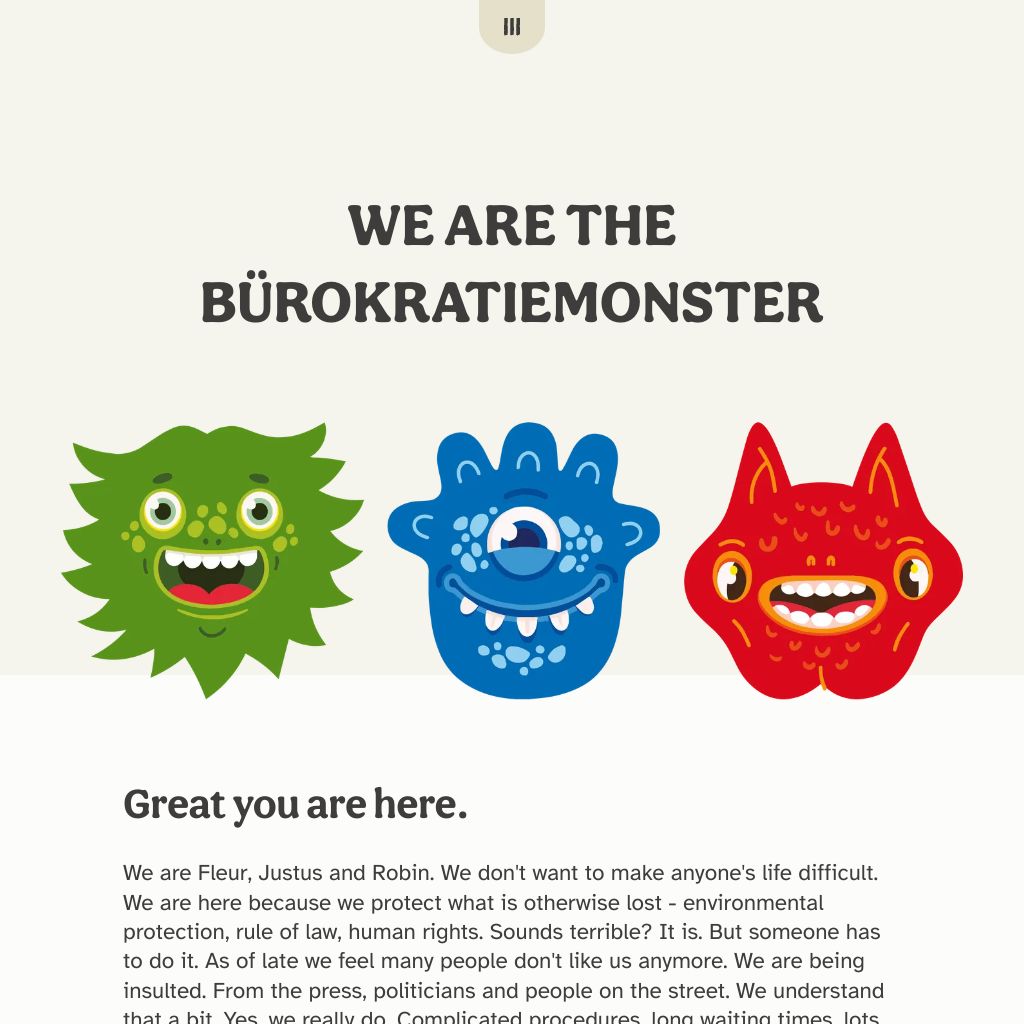 WE ARE THE
BÜROKRATIEMONSTER
Great you are here.
We are Fleur, Justus and Robin. We don't want to make anyone's life difficult.
We are here because we protect what is otherwise lost - environmental
protection, rule of law, human rights. Sounds terrible? It is. But someone has
to do it. As of late we feel many people don't like us anymore. We are being
insulted. From the press, politicians and people on the street. We understand
that a bit. Yes, we really do. Complicated procedures, long waiting times, lots